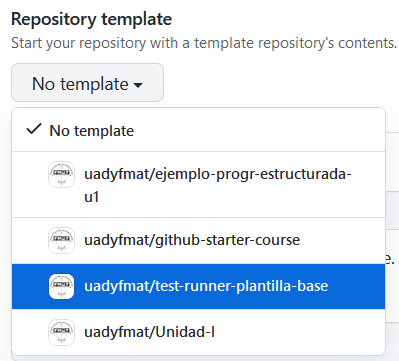 Repository template
Start your repository with a template repository's contents.
No template
No template
uadyfmat/ejemplo-progr-estructurada-
u1
uadyfmat/github-starter-course
e.
uadyfmat/test-runner-plantilla-base
uadyfmat/Unidad-I